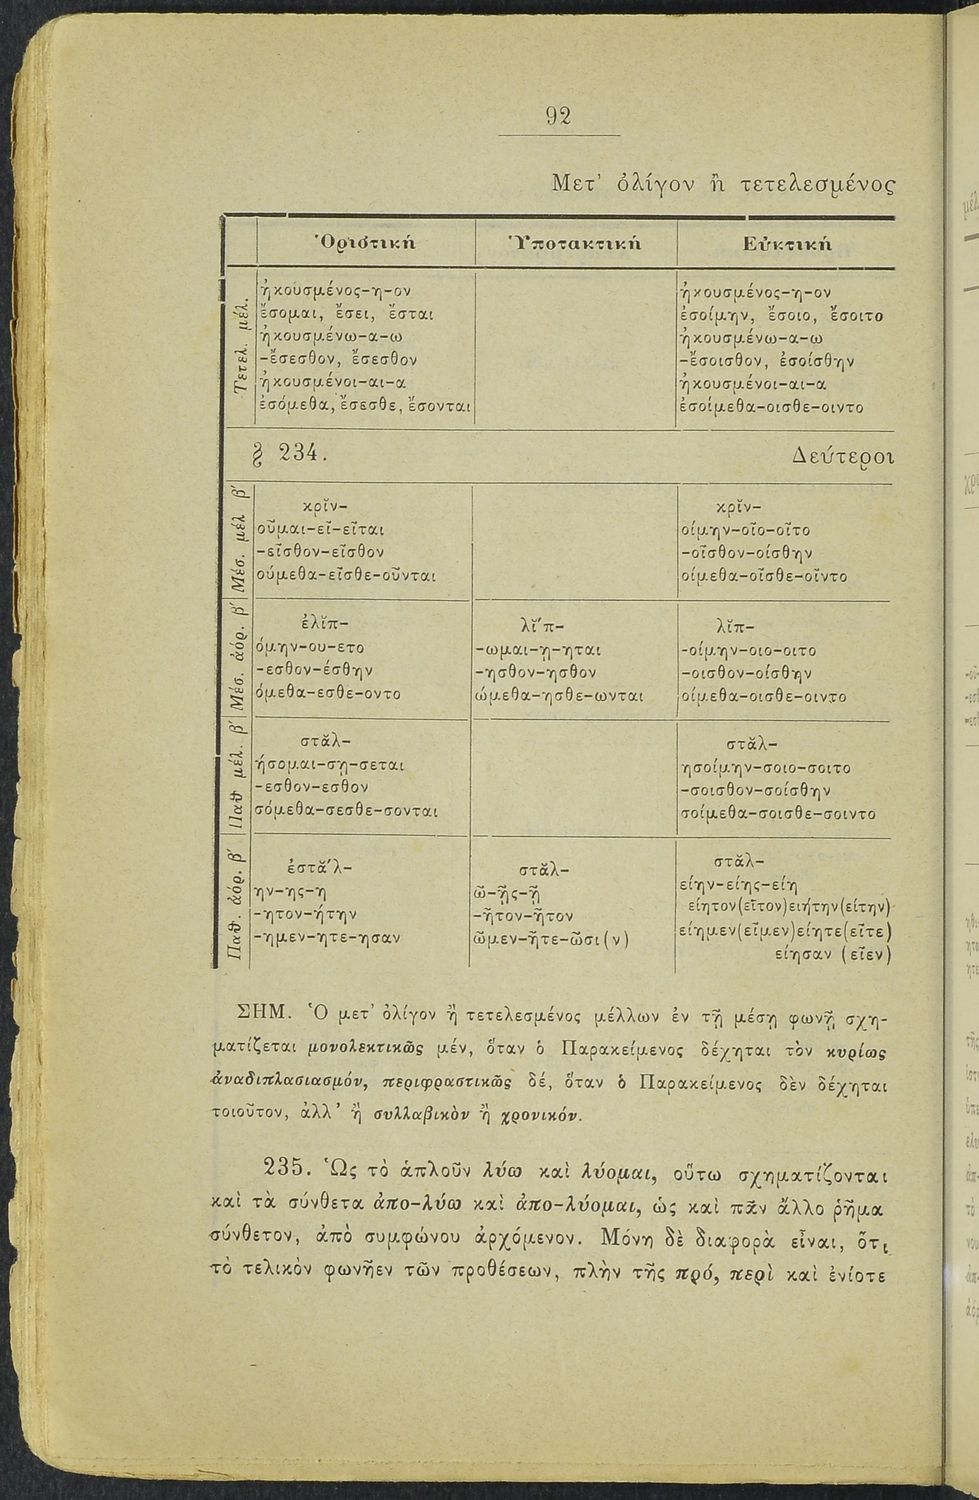 92
Μετ' ὀλίγον ἢ τετελεσμένος
Ὁριστική
Ὑποτακτική
Εὐκτική
Τετελ. μέλ.
ἠκουσμένος-η-ον
ἔσομαι, ἔσει, ἔσται
ἠκουσμένω-α-ω
-ἔσεσθον, ἔσεσθον
ἠκουσμένοι-αι-α
ἐσόμεθα, ἔσεσθε, ἔσονται
ἠκουσμένος-η-ον
ἐσοίμην, ἔσοιο, ἔσοιτο
ἠκουσμένω-α-ω
-ἔσοισθον, ἐσοίσθην
ἠκουσμένοι-αι-α
ἐσοίμεθα-οισθε-οιντο
§ 234.
Δεύτεροι
Μέσ. μέλ β'
κρῐν-
οῦμαι-εῖ-εῖται
-εῖσθον-εῖσθον
ούμεθα-εῖσθε-οῦνται
κρῐν-
οίμην-οῖο-οῖτο
-οῖσθον-οίσθην
οίμεθα-οῖσθε-οῖντο
Μέσ. ἀόρ. β'
ἐλῐπ-
όμην-ου-ετο
-εσθον-έσθην
όμεθα-εσθε-οντο
λῐ́π-
-ωμαι-ῃ-ηται
-ησθον-ησθον
ώμεθα-ησθε-ωνται
λῐπ-
-οίμην-οιο-οιτο
-οισθον-οίσθην
οίμεθα-οισθε-οιντο
Παθ μέλ. β'
στᾰλ-
ήσομαι-σῃ-σεται
-εσθον-εσθον
σόμεθα-σεσθε-σονται
στᾰλ-
ησοίμην-σοιο-σοιτο
-σοισθον-σοίσθην
σοίμεθα-σοισθε-σοιντο
Παθ. ἀόρ. β'
ἐστᾰ́λ-
ην-ης-η
-ητον-ήτην
-ημεν-ητε-ησαν
στᾰλ-
ῶ-ῇς-ῇ
-ῆτον-ῆτον
ῶμεν-ῆτε-ῶσι(ν)
στᾰλ-
είην-είης-είη
είητον(εῖτον)ειήτην(είτην)
είημεν(εῖμεν)είητε(εῖτε)
είησαν (εῖεν)
ΣΗΜ. Ὁ μετ' ὀλίγον ἢ τετελεσμένος μέλλων ἐν τῇ μέσῃ φωνῇ σχη-
ματίζεται μονολεκτικῶς μέν, ὅταν ὁ Παρακείμενος δέχηται τὸν κυρίως
ἀναδιπλασιασμόν, περιφραστικῶς δέ, ὅταν ὁ Παρακείμενος δὲν δέχηται
τοιοῦτον, ἀλλ' ἢ συλλαβικὸν ἢ χρονικόν.
235. Ὡς τὸ ἁπλοῦν λύω καὶ λύομαι, οὕτω σχηματίζονται
καὶ τὰ σύνθετα ἀπο-λύω καὶ ἀπο-λύομαι, ὡς καὶ πᾶν ἄλλο ῥῆμα
σύνθετον, ἀπὸ συμφώνου ἀρχόμενον. Μόνη δὲ διαφορὰ εἶναι, ὅτι
τὸ τελικὸν φωνῆεν τῶν προθέσεων, πλὴν τῆς πρό, περὶ καὶ ἐνίοτε